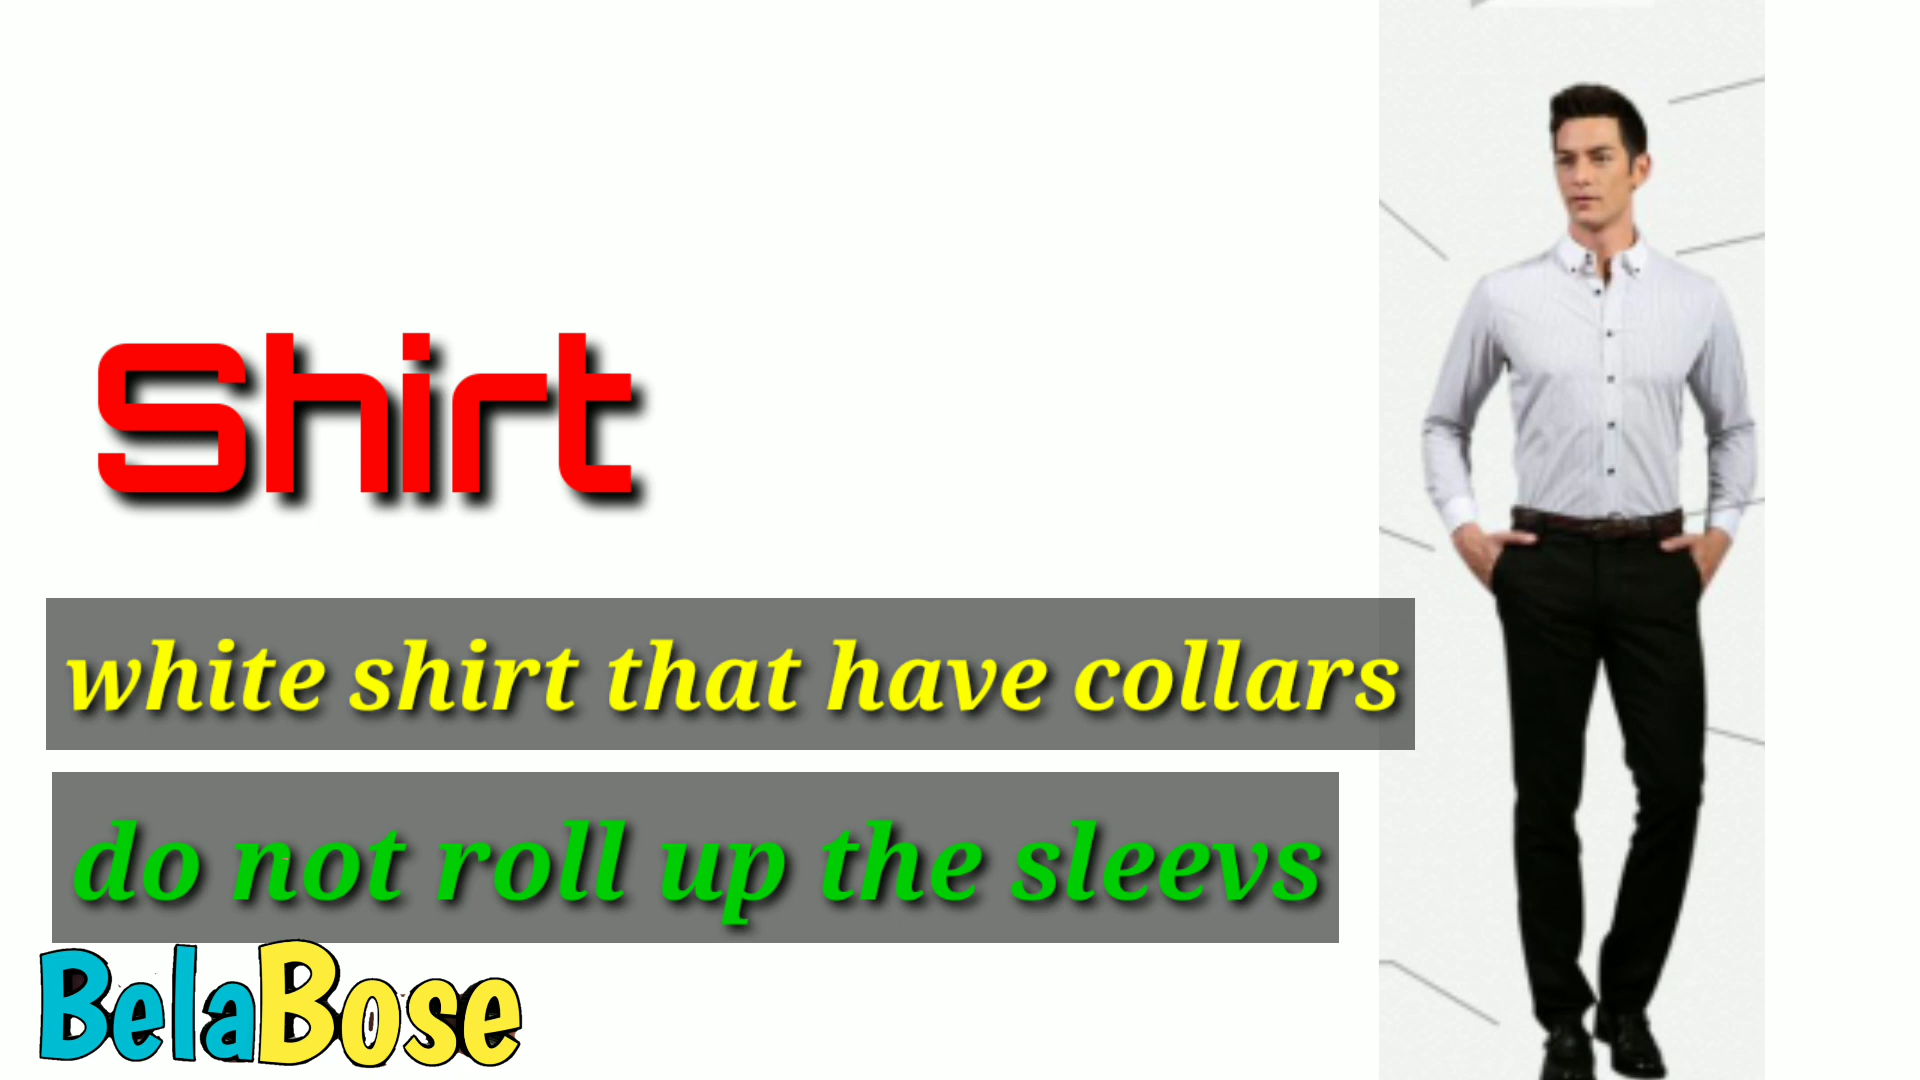 Shirt
white shirt that have collars
do not roll up the sleevs
BelaBose